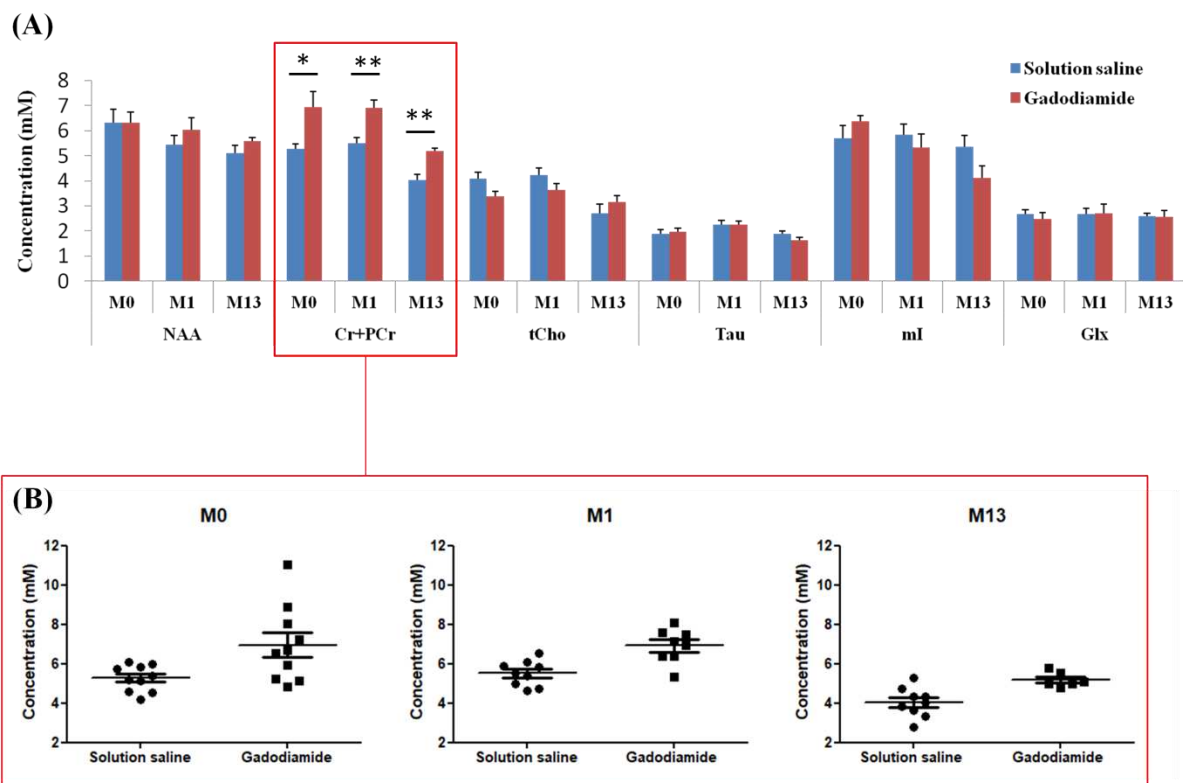 (A)
* ** **
Solution saline
Gadodiamide
Concentration (mM)
8
7
6
5
4
3
2
1
0
M0 M1 M13 M0 M1 M13 M0 M1 M13 M0 M1 M13 M0 M1 M13 M0 M1 M13
NAA Cr+PCr tCho Tau mI Glx
(B)
M0
Concentration (mM)
12
10
8
6
4
2
Solution saline Gadodiamide
M1
Concentration (mM)
12
10
8
6
4
2
Solution saline Gadodiamide
M13
Concentration (mM)
12
10
8
6
4
2
Solution saline Gadodiamide